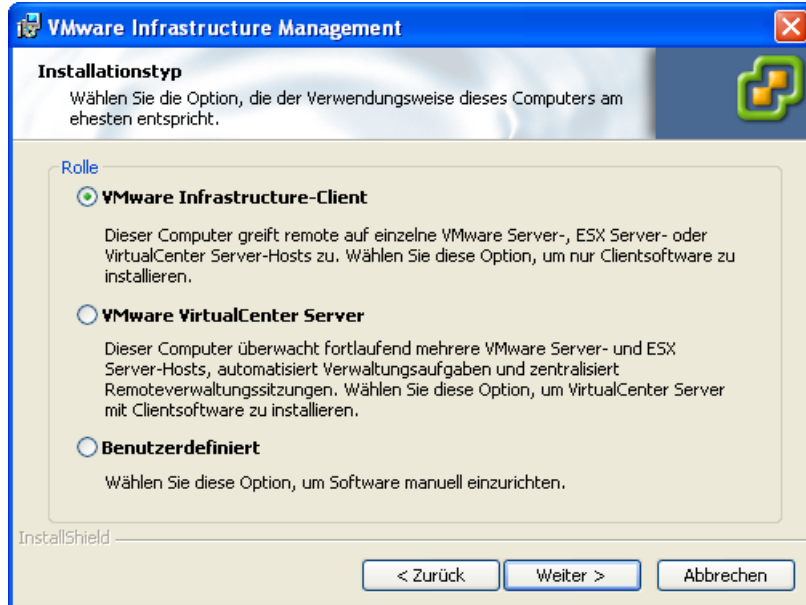 VMware Infrastructure Management
Installationstyp
Wählen Sie die Option, die der Verwendungsweise dieses Computers am
ehesten entspricht.
Rolle
VMware Infrastructure-Client
Dieser Computer greift remote auf einzelne VMware Server-, ESX Server- oder
VirtualCenter Server-Hosts zu. Wählen Sie diese Option, um nur Clientsoftware zu
installieren.
VMware VirtualCenter Server
Dieser Computer überwacht fortlaufend mehrere VMware Server- und ESX
Server-Hosts, automatisiert Verwaltungsaufgaben und zentralisiert
Remoteverwaltungssitzungen. Wählen Sie diese Option, um VirtualCenter Server
mit Clientsoftware zu installieren.
Benutzerdefiniert
Wählen Sie diese Option, um Software manuell einzurichten.
InstallShield
< Zurück
Weiter >
Abbrechen